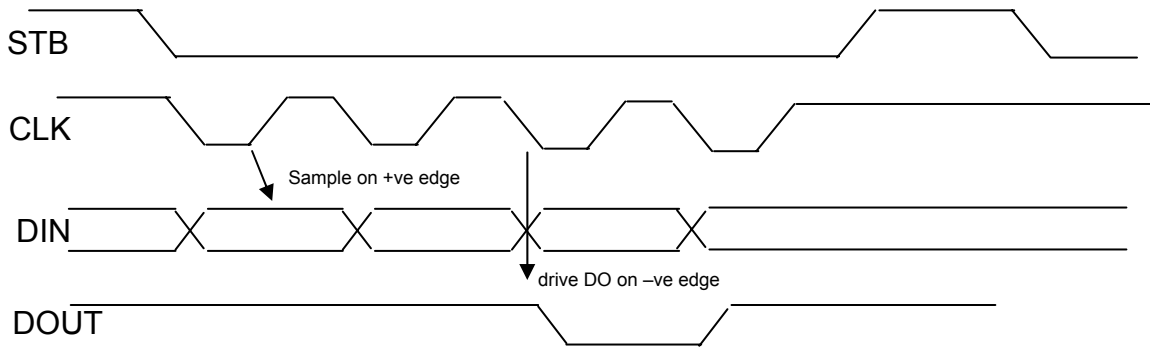 STB
CLK
Sample on +ve edge
DIN
drive DO on –ve edge
DOUT